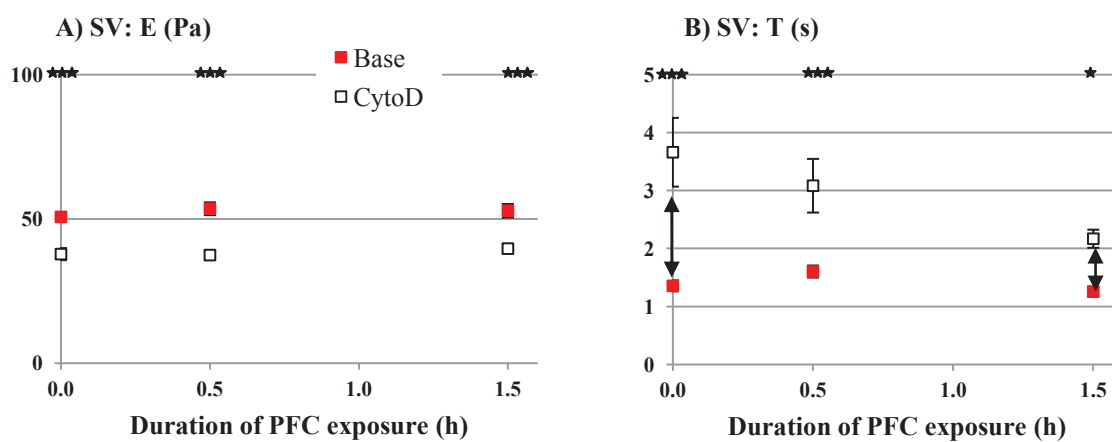 A) SV: E (Pa)
Base
CytoD
100
50
0
0.0 0.5 1.0 1.5
Duration of PFC exposure (h)
B) SV: T (s)
5
4
3
2
1
0
0.0 0.5 1.0 1.5
Duration of PFC exposure (h)